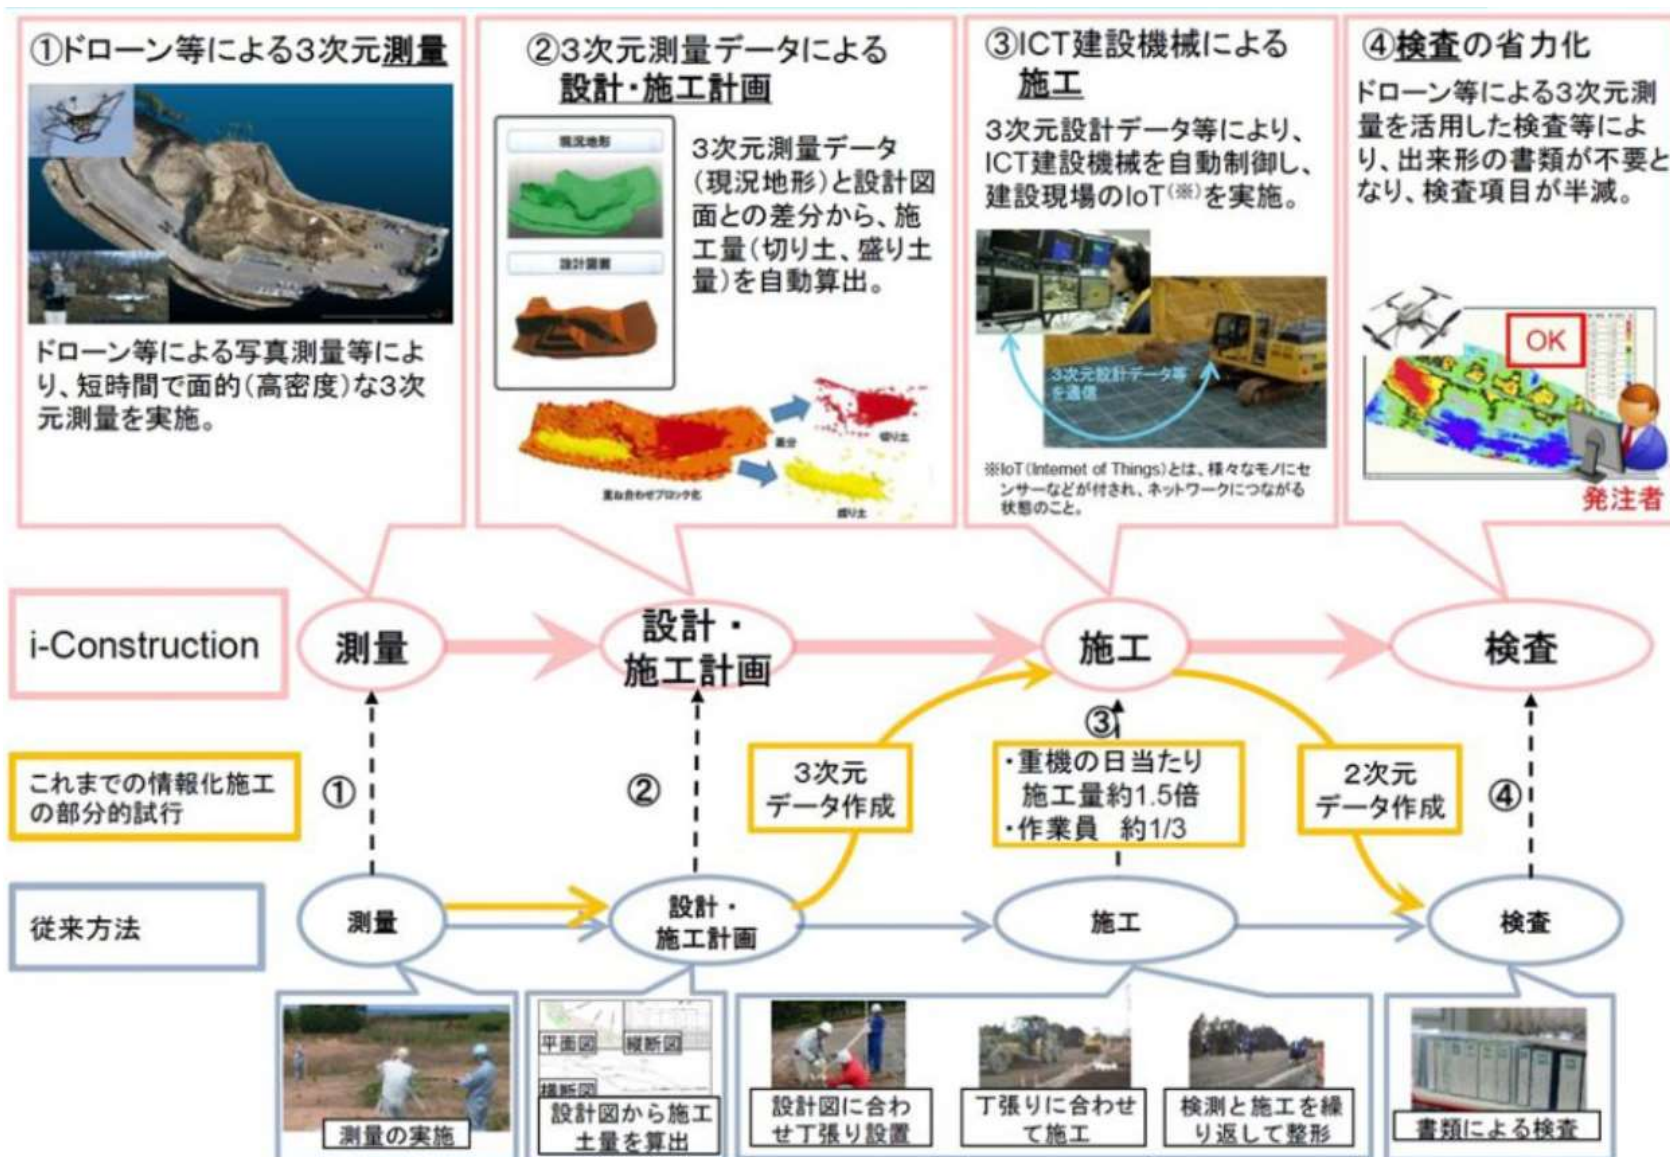 ①ドローン等による3次元測量
ドローン等による写真測量等によ
り、短時間で面的(高密度)な3次
元測量を実施。
②3次元測量データによる
設計・施工計画
現況地形
設計図面
3次元測量データ
(現況地形)と設計図
面との差分から、施
工量(切り土、盛り土
量)を自動算出。
差分
切り土
重ね合わせブロック化
盛り土
③ICT建設機械による
施工
3次元設計データ等により、
ICT建設機械を自動制御し、
建設現場のIoT(※)を実施。
3次元設計データ等
を通信
※IoT(Internet of Things)とは、様々なモノにセ
ンサーなどが付され、ネットワークにつながる
状態のこと。
④検査の省力化
ドローン等による3次元測
量を活用した検査等によ
り、出来形の書類が不要と
なり、検査項目が半減。
OK
発注者
i-Construction
測量
設計・
施工計画
施工
検査
これまでの情報化施工
の部分的試行
①
②
3次元
データ作成
③
・重機の日当たり
施工量約1.5倍
・作業員 約1/3
2次元
データ作成
④
従来方法
測量
設計・
施工計画
施工
検査
測量の実施
平面図
縦断図
横断図
設計図から施工
土量を算出
設計図に合わ
せ丁張り設置
丁張りに合わせ
て施工
検測と施工を繰
り返して整形
書類による検査